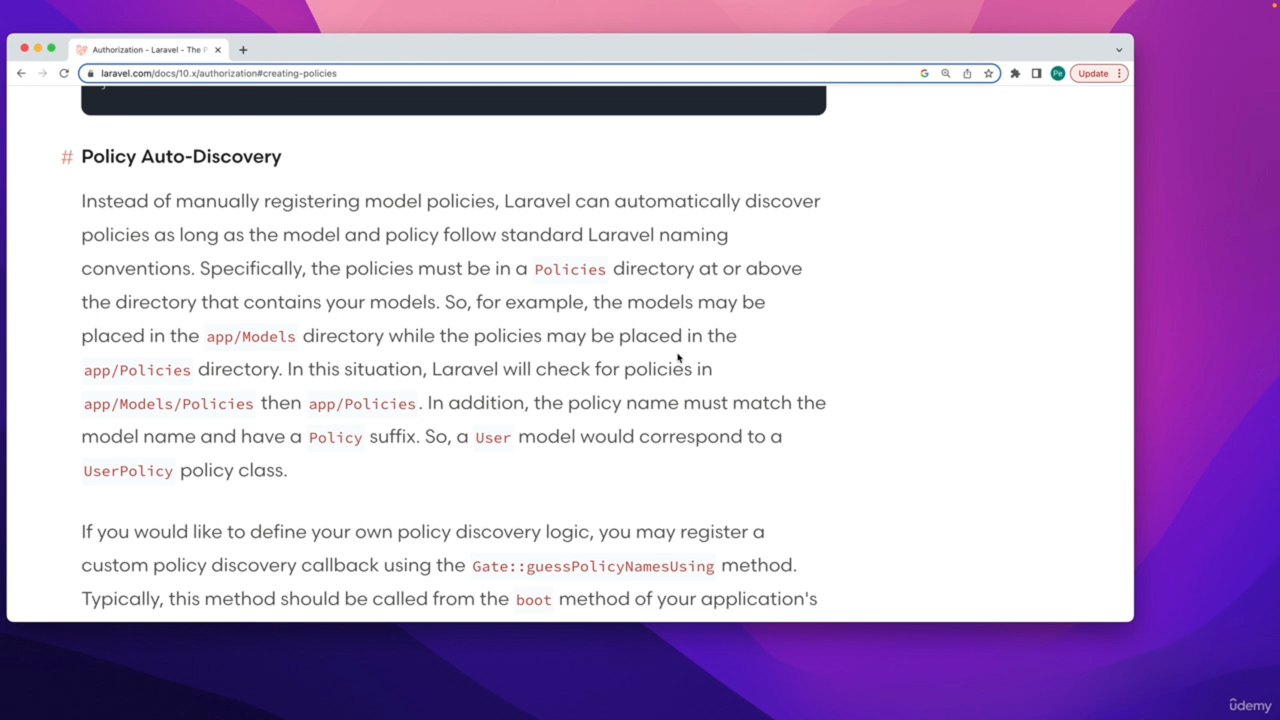 Authorization - Laravel - The P
laravel.com/docs/10.x/authorization#creating-policies
Pe
Update
# Policy Auto-Discovery
Instead of manually registering model policies, Laravel can automatically discover
policies as long as the model and policy follow standard Laravel naming
conventions. Specifically, the policies must be in a Policies directory at or above
the directory that contains your models. So, for example, the models may be
placed in the app/Models directory while the policies may be placed in the
app/Policies directory. In this situation, Laravel will check for policies in
app/Models/Policies then app/Policies. In addition, the policy name must match the
model name and have a Policy suffix. So, a User model would correspond to a
UserPolicy policy class.
If you would like to define your own policy discovery logic, you may register a
custom policy discovery callback using the Gate::guessPolicyNamesUsing method.
Typically, this method should be called from the boot method of your application's
ûdemy